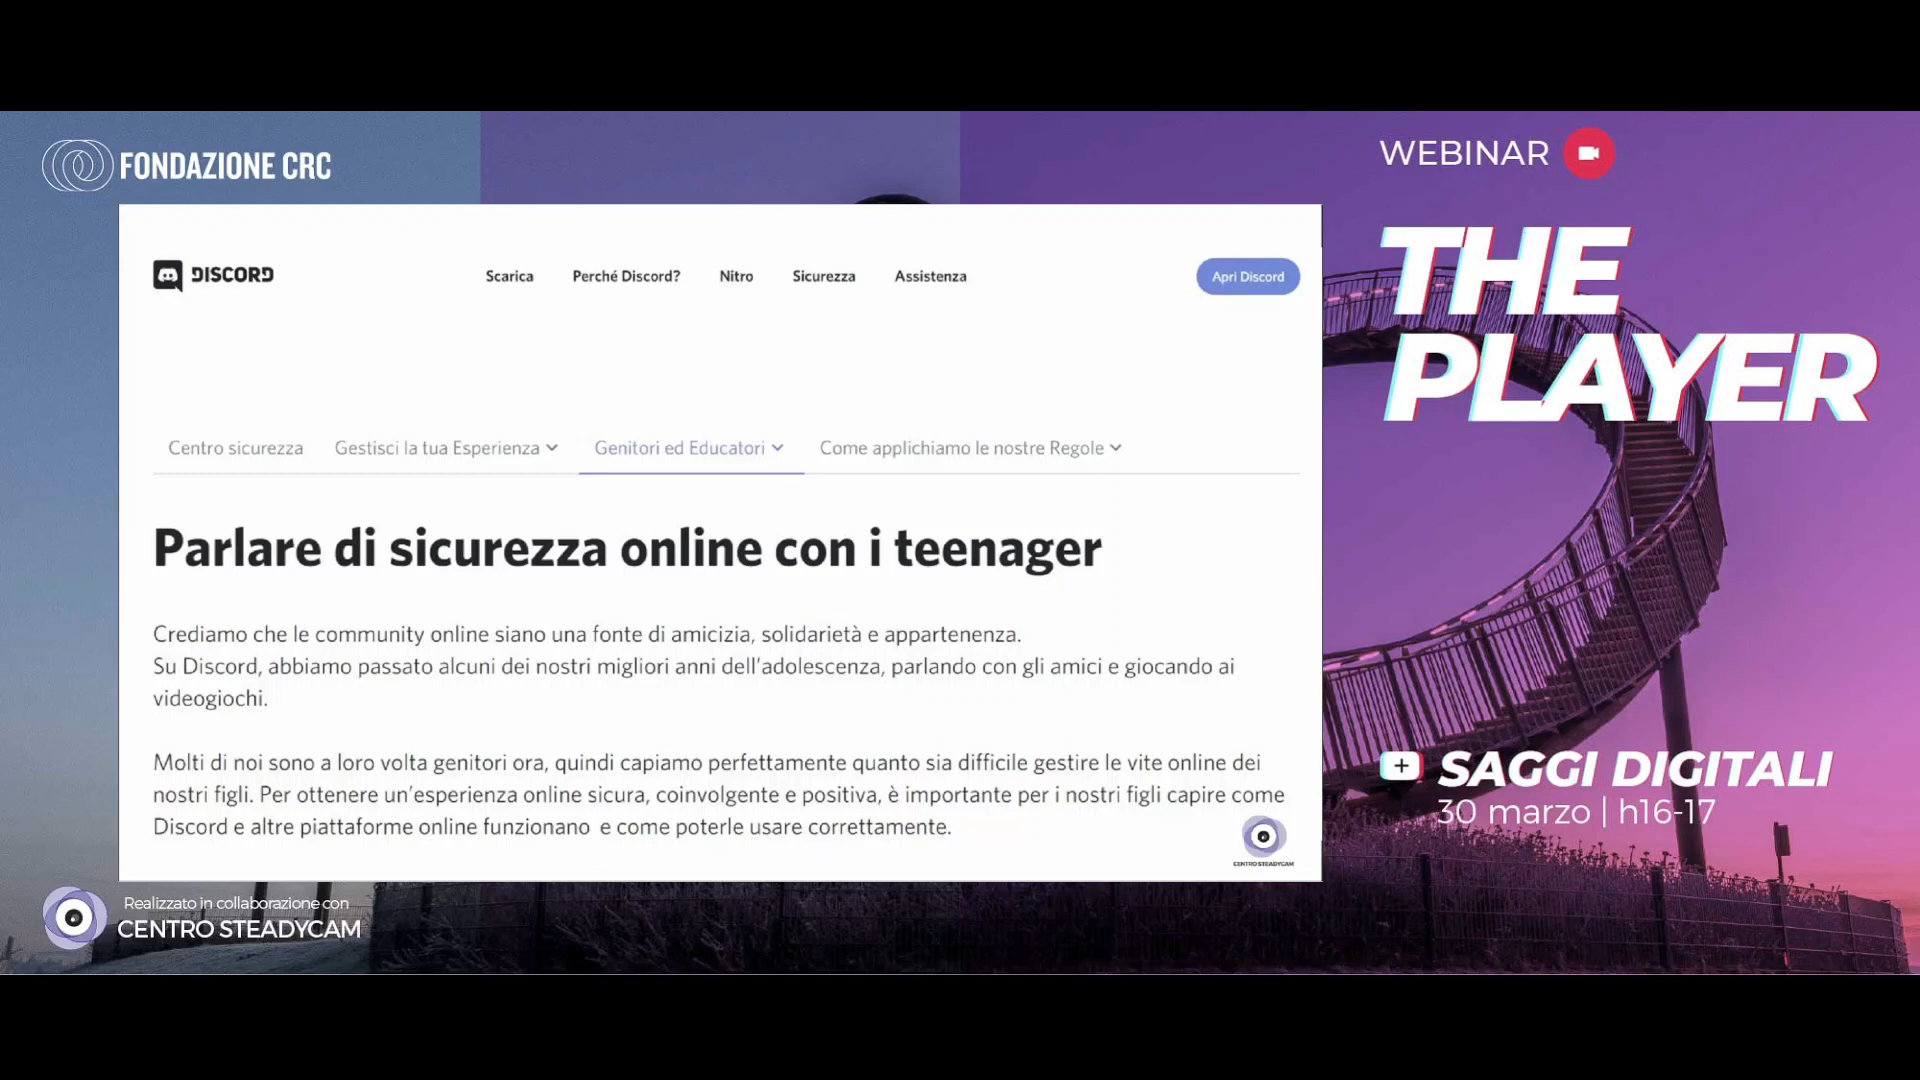 FONDAZIONE CRC
WEBINAR
THE
PLAYER
DISCORD
Scarica Perché Discord? Nitro Sicurezza Assistenza Apri Discord
Centro sicurezza Gestisci la tua Esperienza Genitori ed Educatori Come applichiamo le nostre Regole
Parlare di sicurezza online con i teenager
Crediamo che le community online siano una fonte di amicizia, solidarietà e appartenenza.
Su Discord, abbiamo passato alcuni dei nostri migliori anni dell'adolescenza, parlando con gli amici e giocando ai
videogiochi.
Molti di noi sono a loro volta genitori ora, quindi capiamo perfettamente quanto sia difficile gestire le vite online dei
nostri figli. Per ottenere un'esperienza online sicura, coinvolgente e positiva, è importante per i nostri figli capire come
Discord e altre piattaforme online funzionano e come poterle usare correttamente.
CENTRO STEADYCAM
SAGGI DIGITALI
30 marzo | h16-17
Realizzato in collaborazione con
CENTRO STEADYCAM